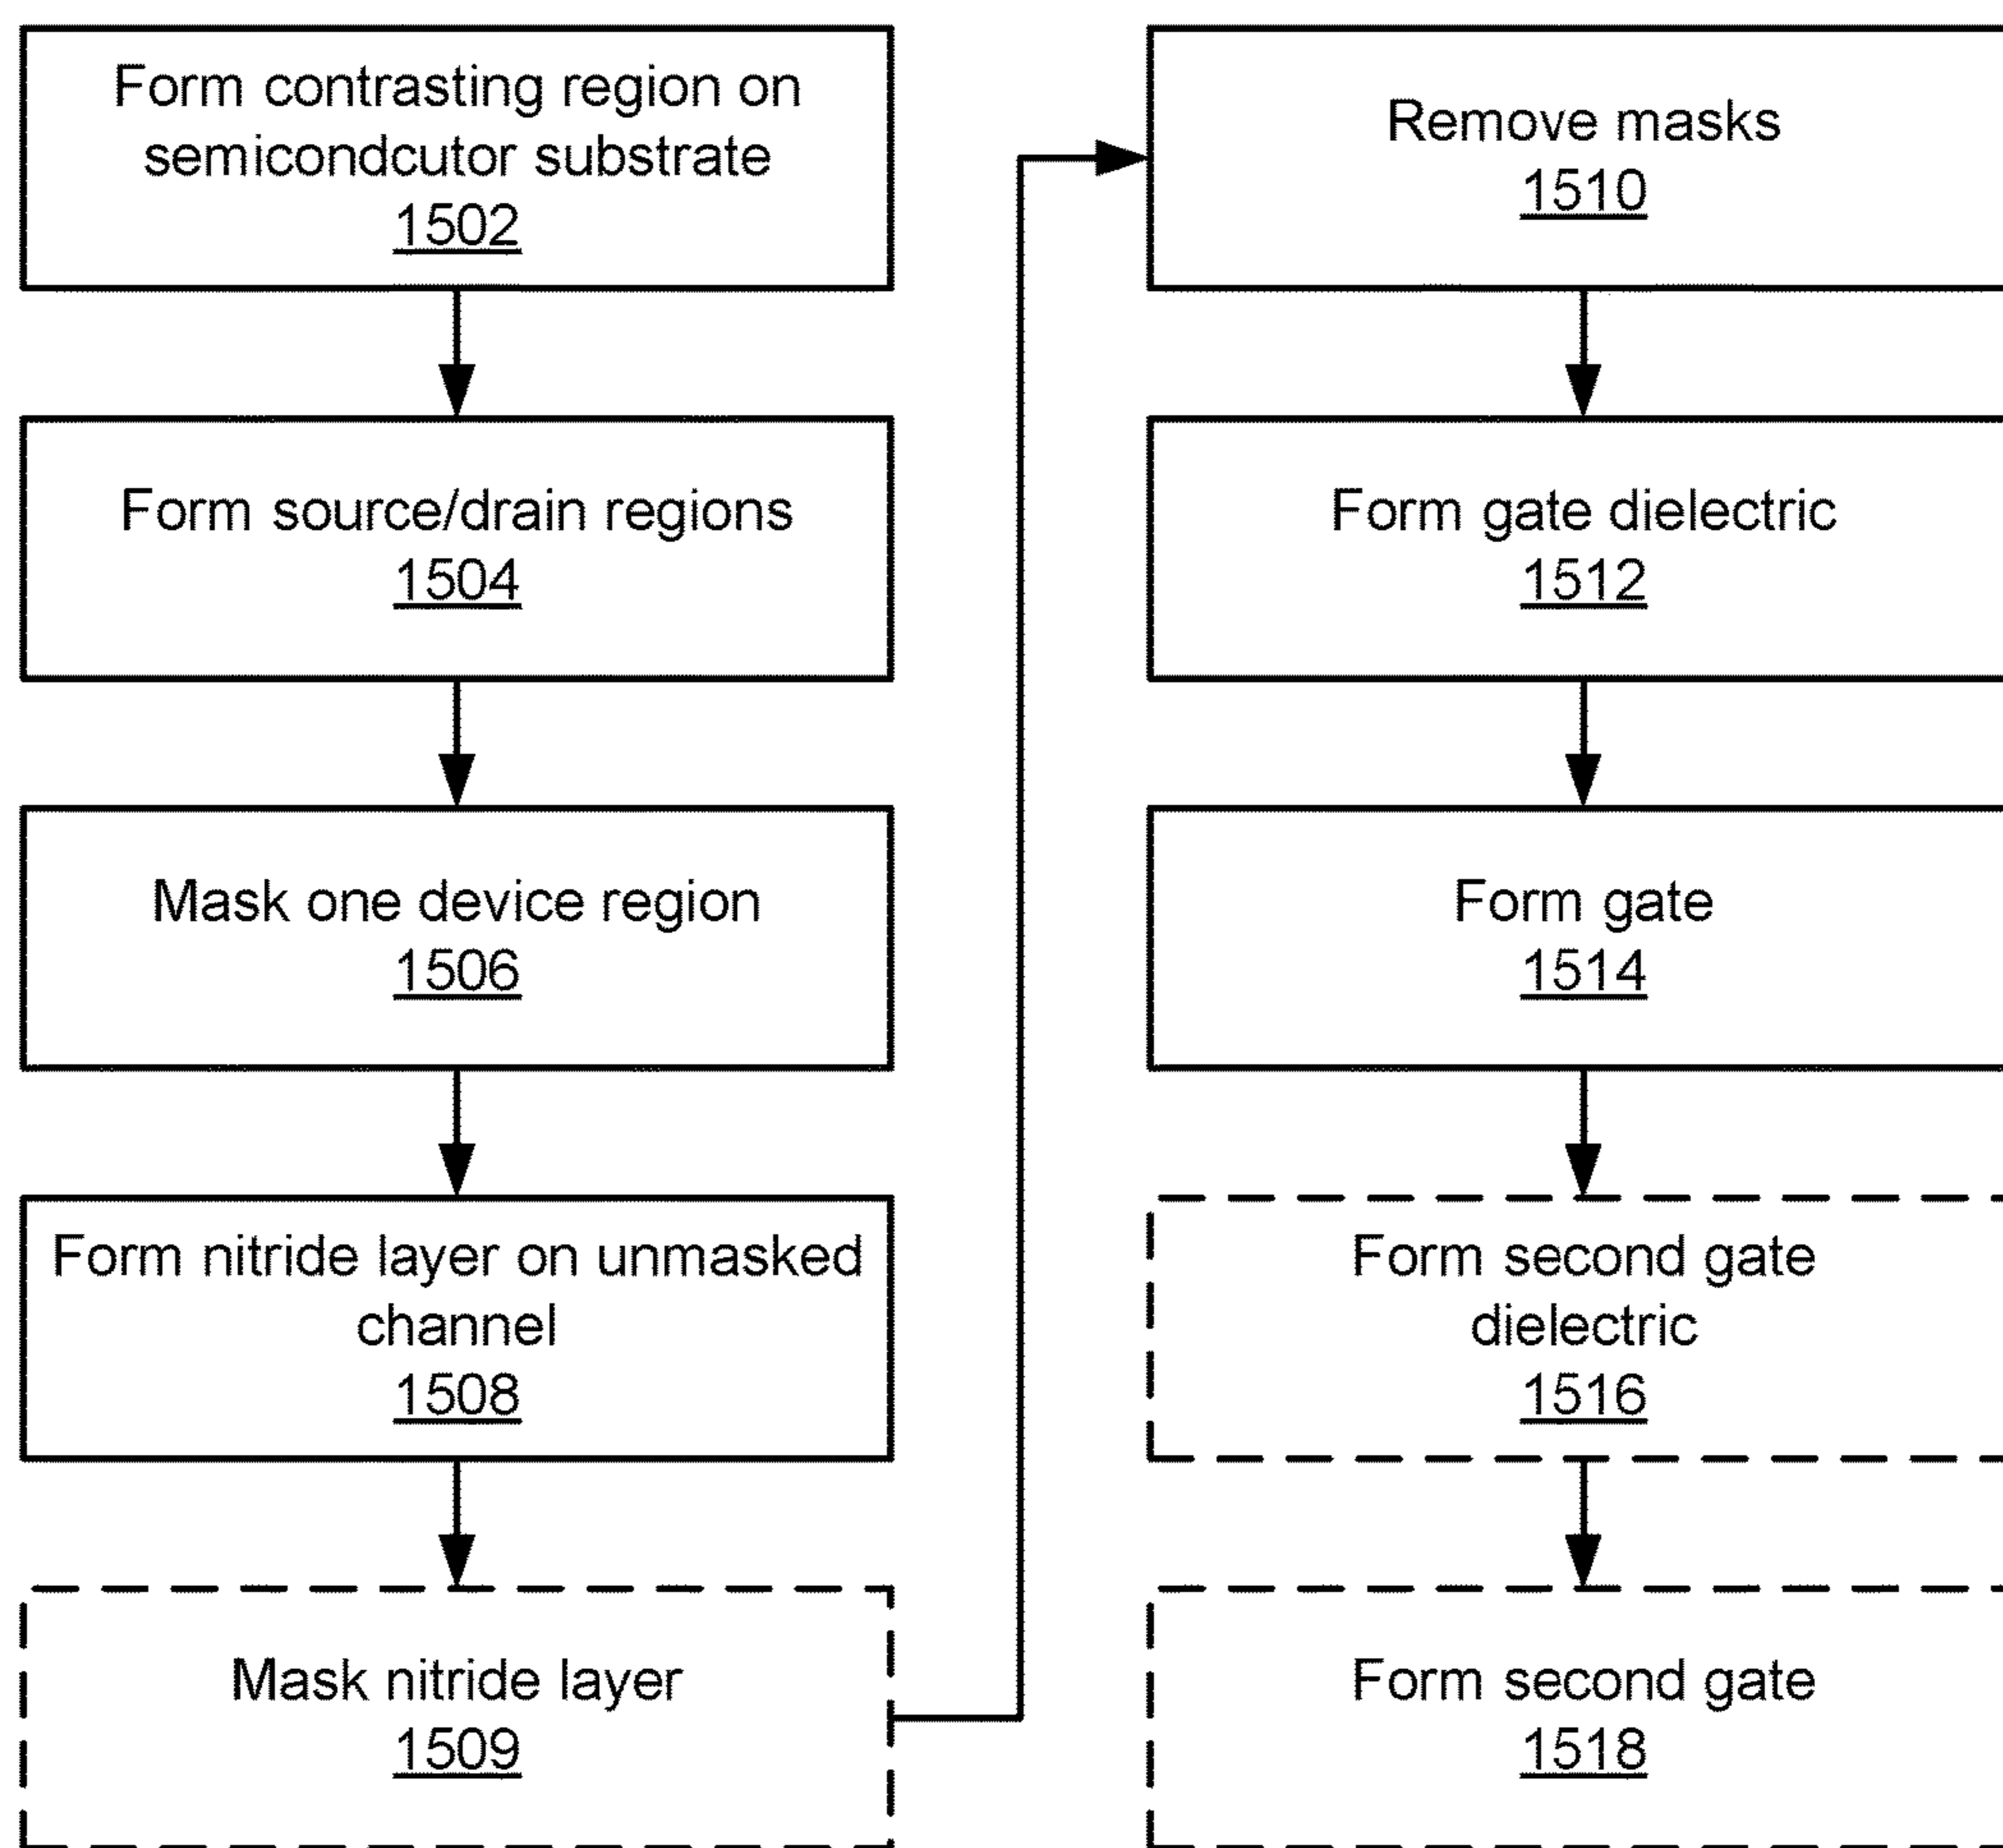 Form contrasting region on
semicondcutor substrate
1502
Form source/drain regions
1504
Mask one device region
1506
Form nitride layer on unmasked
channel
1508
Mask nitride layer
1509
Remove masks
1510
Form gate dielectric
1512
Form gate
1514
Form second gate
dielectric
1516
Form second gate
1518